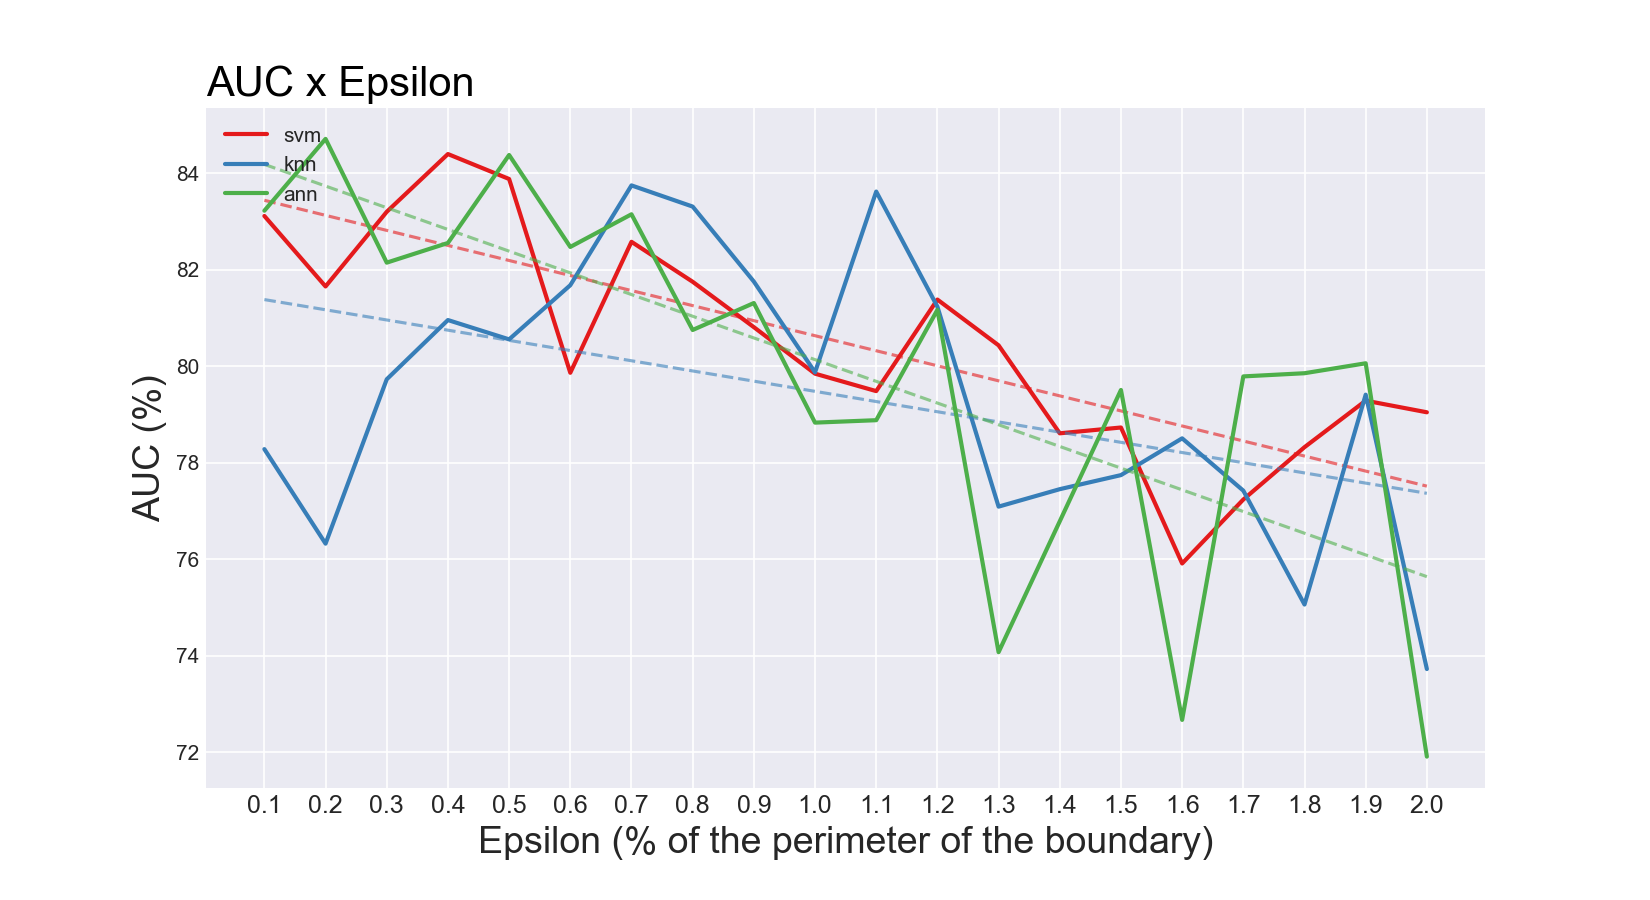 AUC x Epsilon
svm
knn
ann
84
82
80
78
76
74
72
AUC (%)
0.1 0.2 0.3 0.4 0.5 0.6 0.7 0.8 0.9 1.0 1.1 1.2 1.3 1.4 1.5 1.6 1.7 1.8 1.9 2.0
Epsilon (% of the perimeter of the boundary)